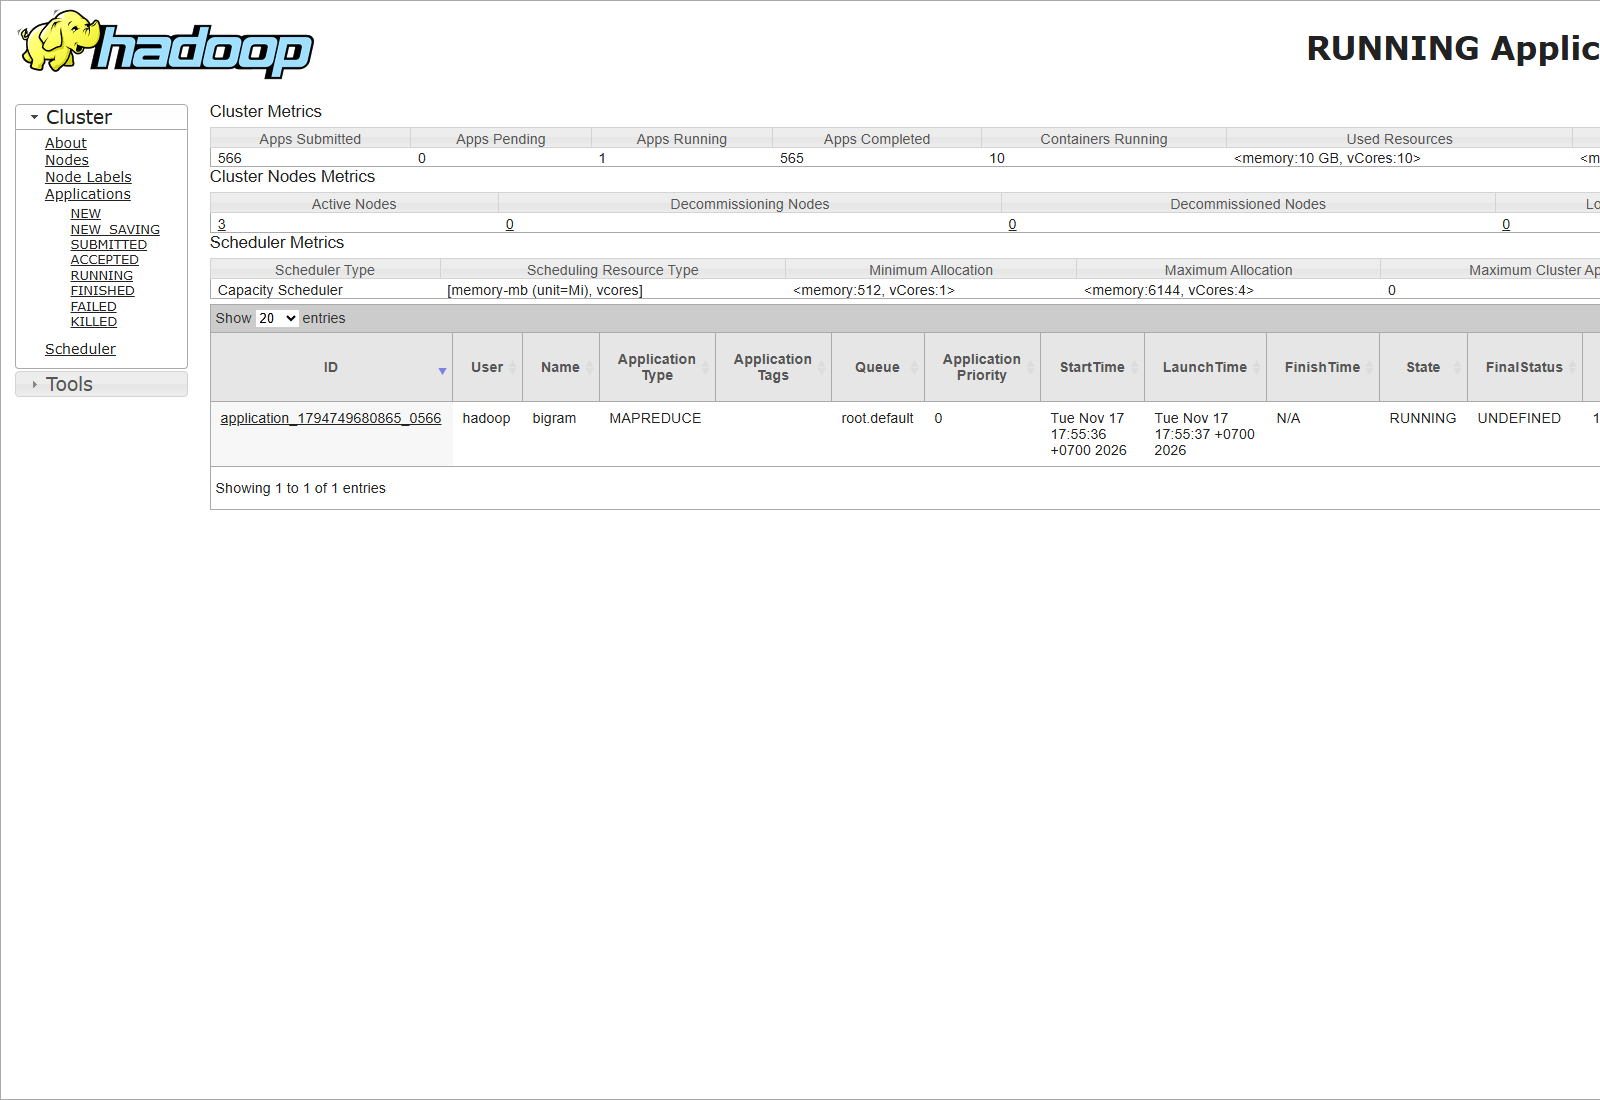 hadoop
RUNNING Applic
Cluster
About
Nodes
Node Labels
Applications
NEW
NEW_SAVING
SUBMITTED
ACCEPTED
RUNNING
FINISHED
FAILED
KILLED
Scheduler
Tools
Cluster Metrics
Apps Submitted Apps Pending Apps Running Apps Completed Containers Running Used Resources
566 0 1 565 10 <memory:10 GB, vCores:10> <m
Cluster Nodes Metrics
Active Nodes Decommissioning Nodes Decommissioned Nodes Lo
3 0 0 0
Scheduler Metrics
Scheduler Type Scheduling Resource Type Minimum Allocation Maximum Allocation Maximum Cluster Ap
Capacity Scheduler [memory-mb (unit=Mi), vcores] <memory:512, vCores:1> <memory:6144, vCores:4> 0
Show 20 entries
ID User Name Application Type Application Tags Queue Application Priority StartTime LaunchTime FinishTime State FinalStatus
application_1794749680865_0566 hadoop bigram MAPREDUCE root.default 0 Tue Nov 17 17:55:36 +0700 2026 Tue Nov 17 17:55:37 +0700 2026 N/A RUNNING UNDEFINED 1
Showing 1 to 1 of 1 entries